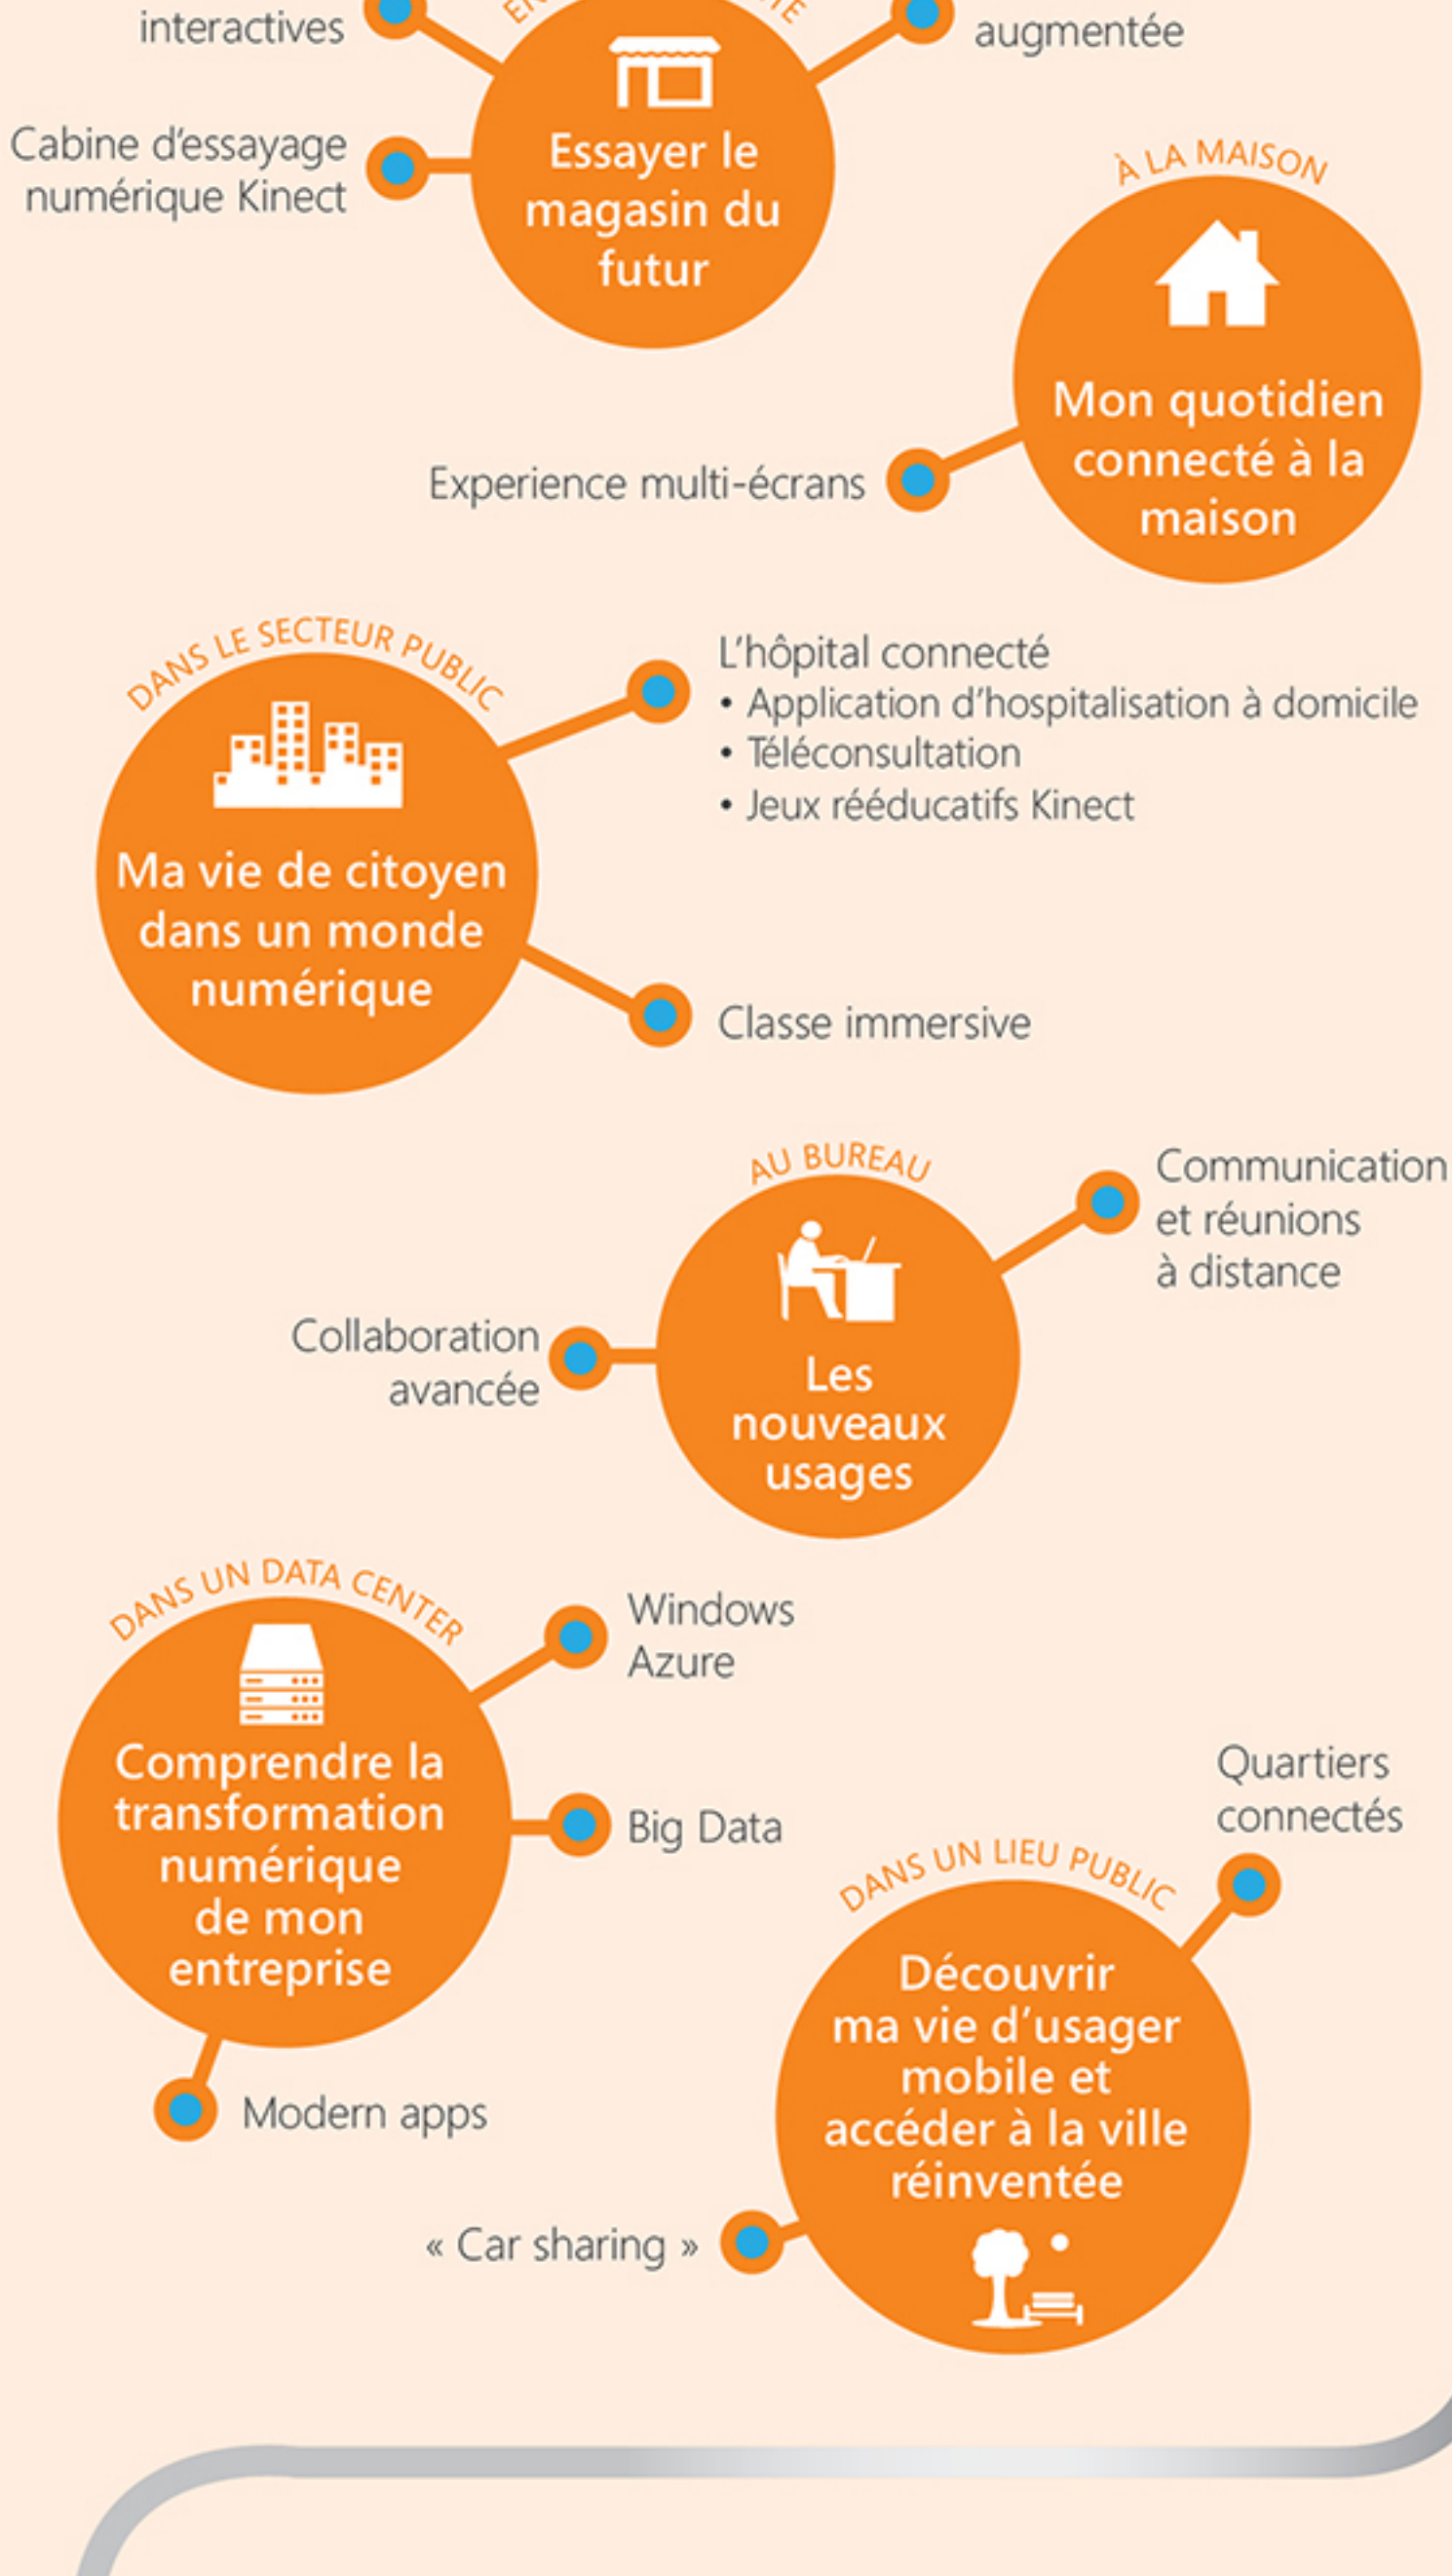 interactives
augmentée
Cabine d'essayage
numérique Kinect
Essayer le
magasin du
futur
À LA MAISON
Mon quotidien
connecté à la
maison
Experience multi-écrans
DANS LE SECTEUR PUBLIC
Ma vie de citoyen
dans un monde
numérique
L'hôpital connecté
• Application d'hospitalisation à domicile
• Téléconsultation
• Jeux rééducatifs Kinect
Classe immersive
AU BUREAU
Les
nouveaux
usages
Communication
et réunions
à distance
Collaboration
avancée
DANS UN DATA CENTER
Comprendre la
transformation
numérique
de mon
entreprise
Windows
Azure
Big Data
Modern apps
DANS UN LIEU PUBLIC
Découvrir
ma vie d'usager
mobile et
accéder à la ville
réinventée
Quartiers
connectés
« Car sharing »